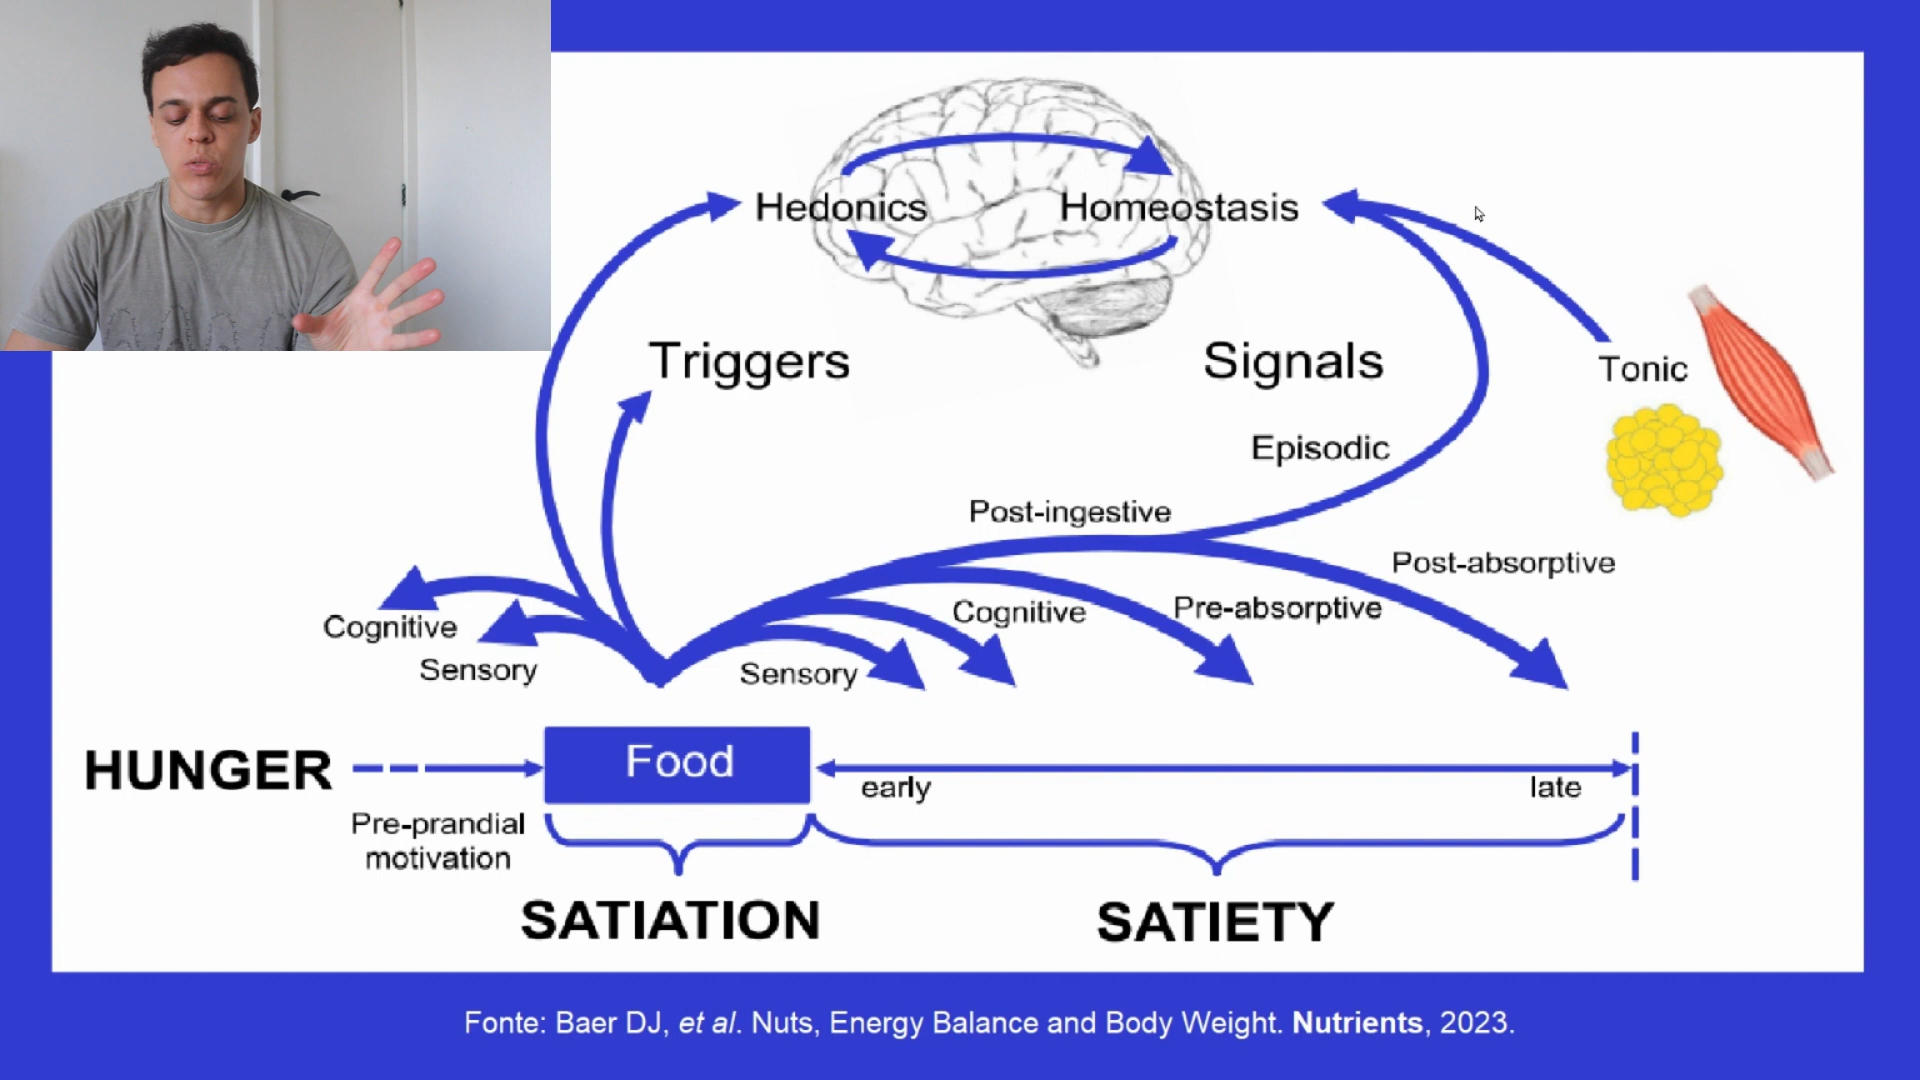 Hedonics Homeostasis
Triggers Signals
Tonic
Episodic
Post-ingestive
Post-absorptive
Cognitive
Sensory
Sensory
Cognitive
Pre-absorptive
HUNGER
Food
early
late
Pre-prandial
motivation
SATIATION
SATIETY
Fonte: Baer DJ, et al. Nuts, Energy Balance and Body Weight. Nutrients, 2023.